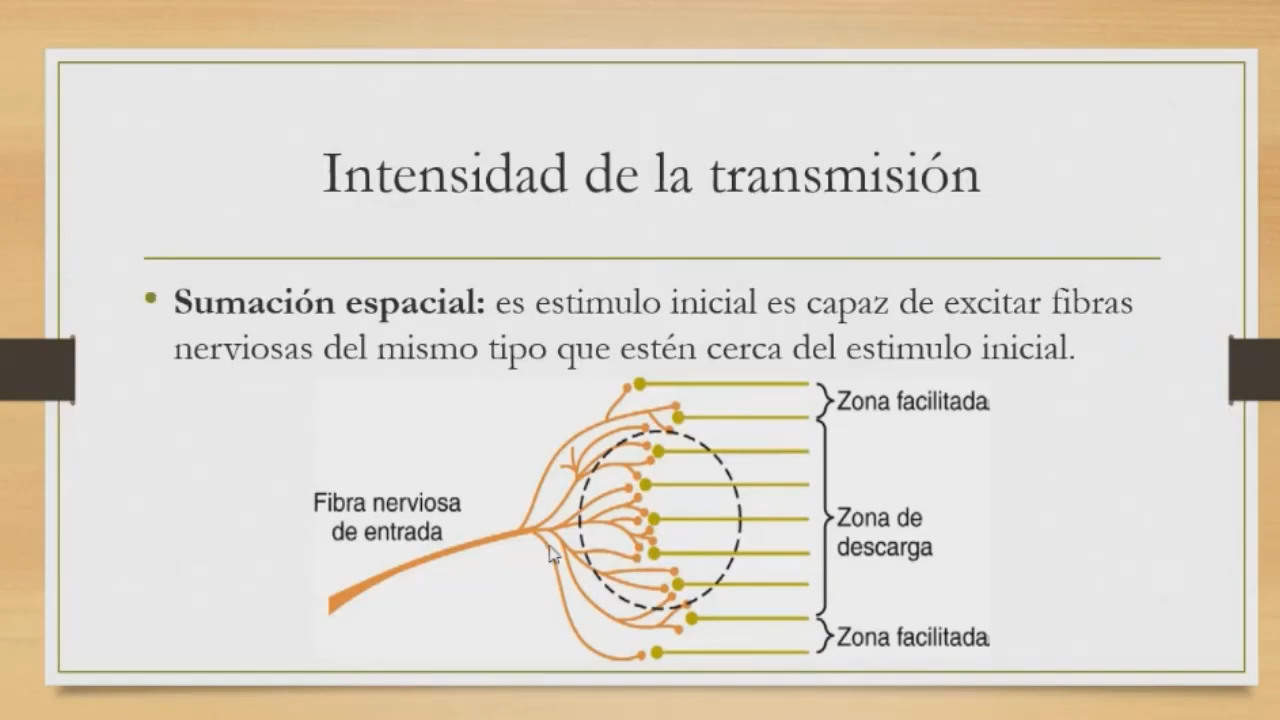 Intensidad de la transmisión
• Sumación espacial: es estimulo inicial es capaz de excitar fibras
nerviosas del mismo tipo que estén cerca del estimulo inicial.
Zona facilitada
Fibra nerviosa
de entrada
Zona de
descarga
Zona facilitada